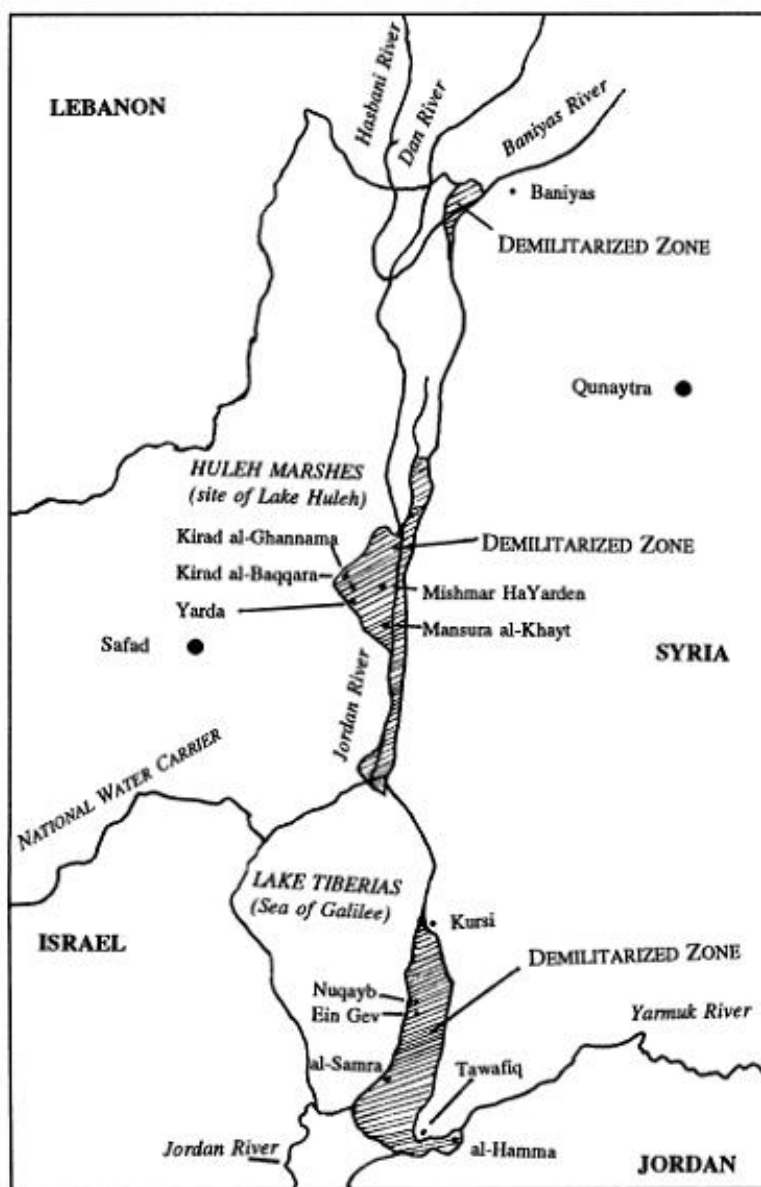 LEBANON
Hasbani River
Dan River
Baniyas River
Baniyas
DEMILITARIZED ZONE
Qunaytra
HULEH MARSHES
(site of Lake Huleh)
Kirad al-Ghannama
DEMILITARIZED ZONE
Kirad al-Baqqara
Mishmar HaYarden
Yarda
Mansura al-Khayt
Safad
SYRIA
Jordan River
NATIONAL WATER CARRIER
LAKE TIBERIAS
(Sea of Galilee)
Kursi
ISRAEL
DEMILITARIZED ZONE
Nuqayb
Ein Gev
Yarmuk River
al-Samra
Tawafiq
Jordan River
al-Hamma
JORDAN